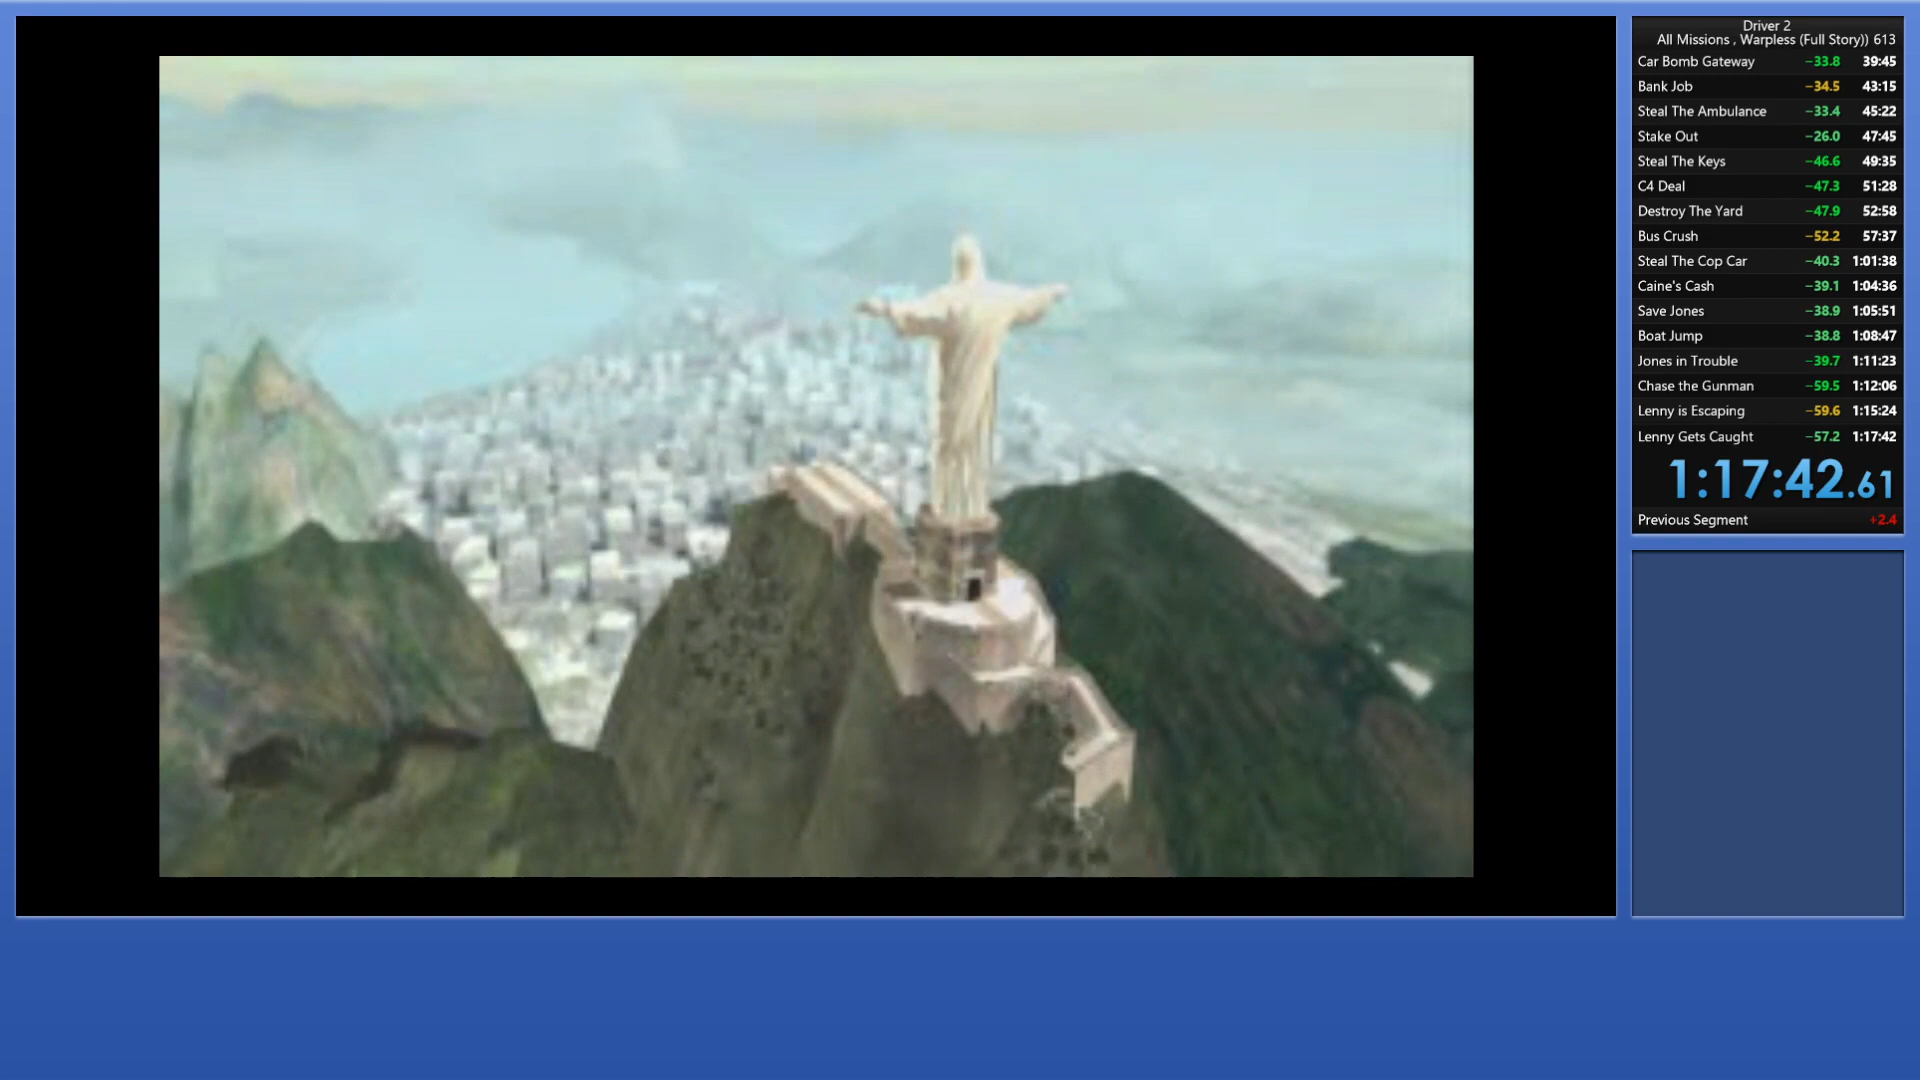 Driver 2
All Missions , Warpless (Full Story)) 613
Car Bomb Gateway −33.8 39:45
Bank Job −34.5 43:15
Steal The Ambulance −33.4 45:22
Stake Out −26.0 47:45
Steal The Keys −46.6 49:35
C4 Deal −47.3 51:28
Destroy The Yard −47.9 52:58
Bus Crush −52.2 57:37
Steal The Cop Car −40.3 1:01:38
Caine's Cash −39.1 1:04:36
Save Jones −38.9 1:05:51
Boat Jump −38.8 1:08:47
Jones in Trouble −39.7 1:11:23
Chase the Gunman −59.5 1:12:06
Lenny is Escaping −59.6 1:15:24
Lenny Gets Caught −57.2 1:17:42
1:17:42.61
Previous Segment +2.4